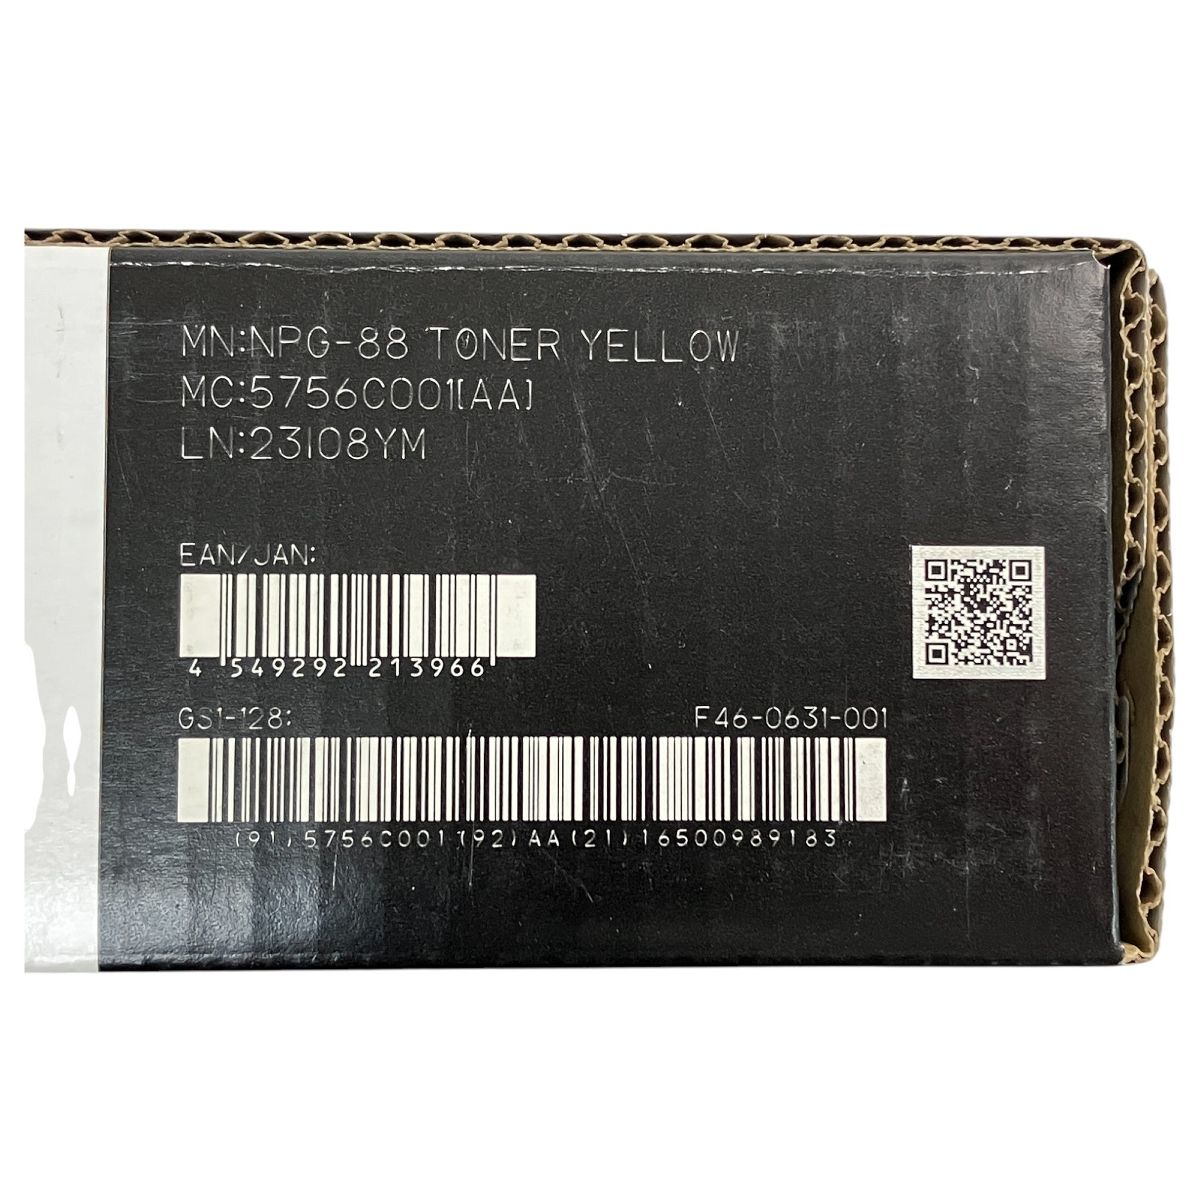 MN:NPG-88 TONER YELLOW
MC:5756C001[AA]
LN:23I08YM
EAN/JAN:
4 549292 213966
GS1-128: F46-0631-001
(91)5756C001(92)AA(21)16500989183